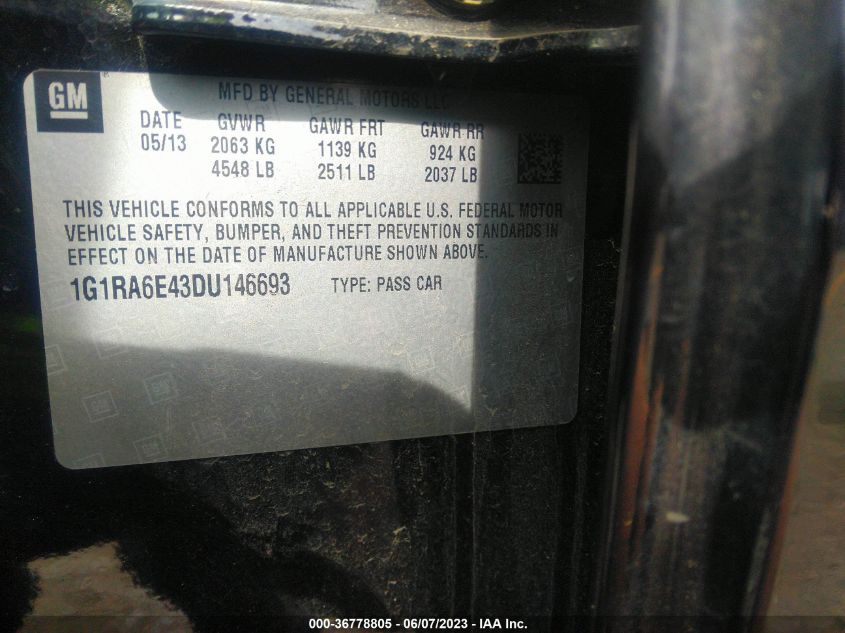 GM
MFD BY GENERAL MOTORS LLC
DATE GVWR GAWR FRT GAWR RR
05/13 2063 KG 1139 KG 924 KG
4548 LB 2511 LB 2037 LB
THIS VEHICLE CONFORMS TO ALL APPLICABLE U.S. FEDERAL MOTOR
VEHICLE SAFETY, BUMPER, AND THEFT PREVENTION STANDARDS IN
EFFECT ON THE DATE OF MANUFACTURE SHOWN ABOVE.
1G1RA6E43DU146693 TYPE: PASS CAR
000-36778805 - 06/07/2023 - IAA Inc.